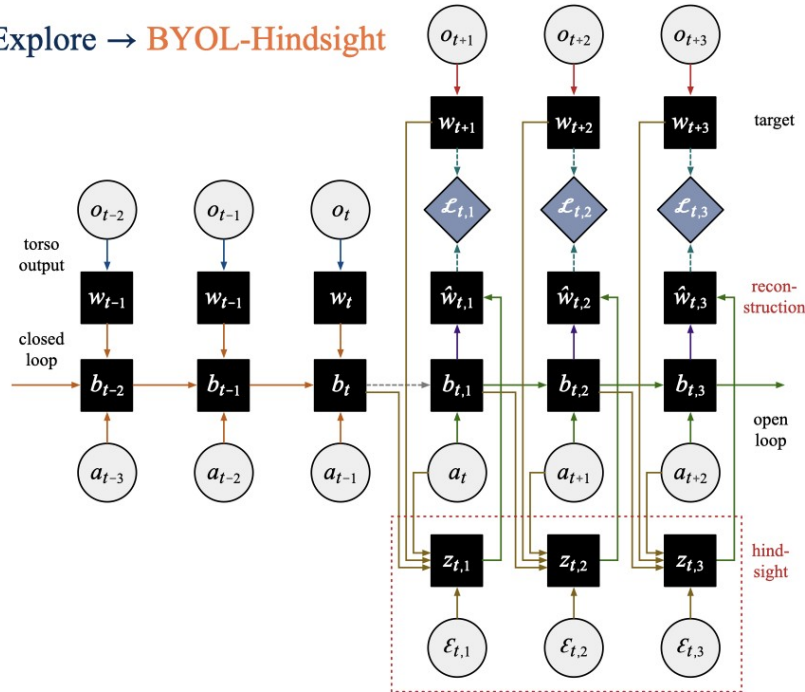 Explore → BYOL-Hindsight
o_{t+1} o_{t+2} o_{t+3}
w_{t+1} w_{t+2} w_{t+3} target
o_{t−2} o_{t−1} o_t ℒ_{t,1} ℒ_{t,2} ℒ_{t,3}
torso
output
w_{t−1} w_{t−1} w_t ŵ_{t,1} ŵ_{t,2} ŵ_{t,3}
recon-
struction
closed
loop
b_{t−2} b_{t−1} b_t b_{t,1} b_{t,2} b_{t,3}
open
loop
a_{t−3} a_{t−2} a_{t−1} a_t a_{t+1} a_{t+2}
z_{t,1} z_{t,2} z_{t,3}
hind-
sight
ℰ_{t,1} ℰ_{t,2} ℰ_{t,3}